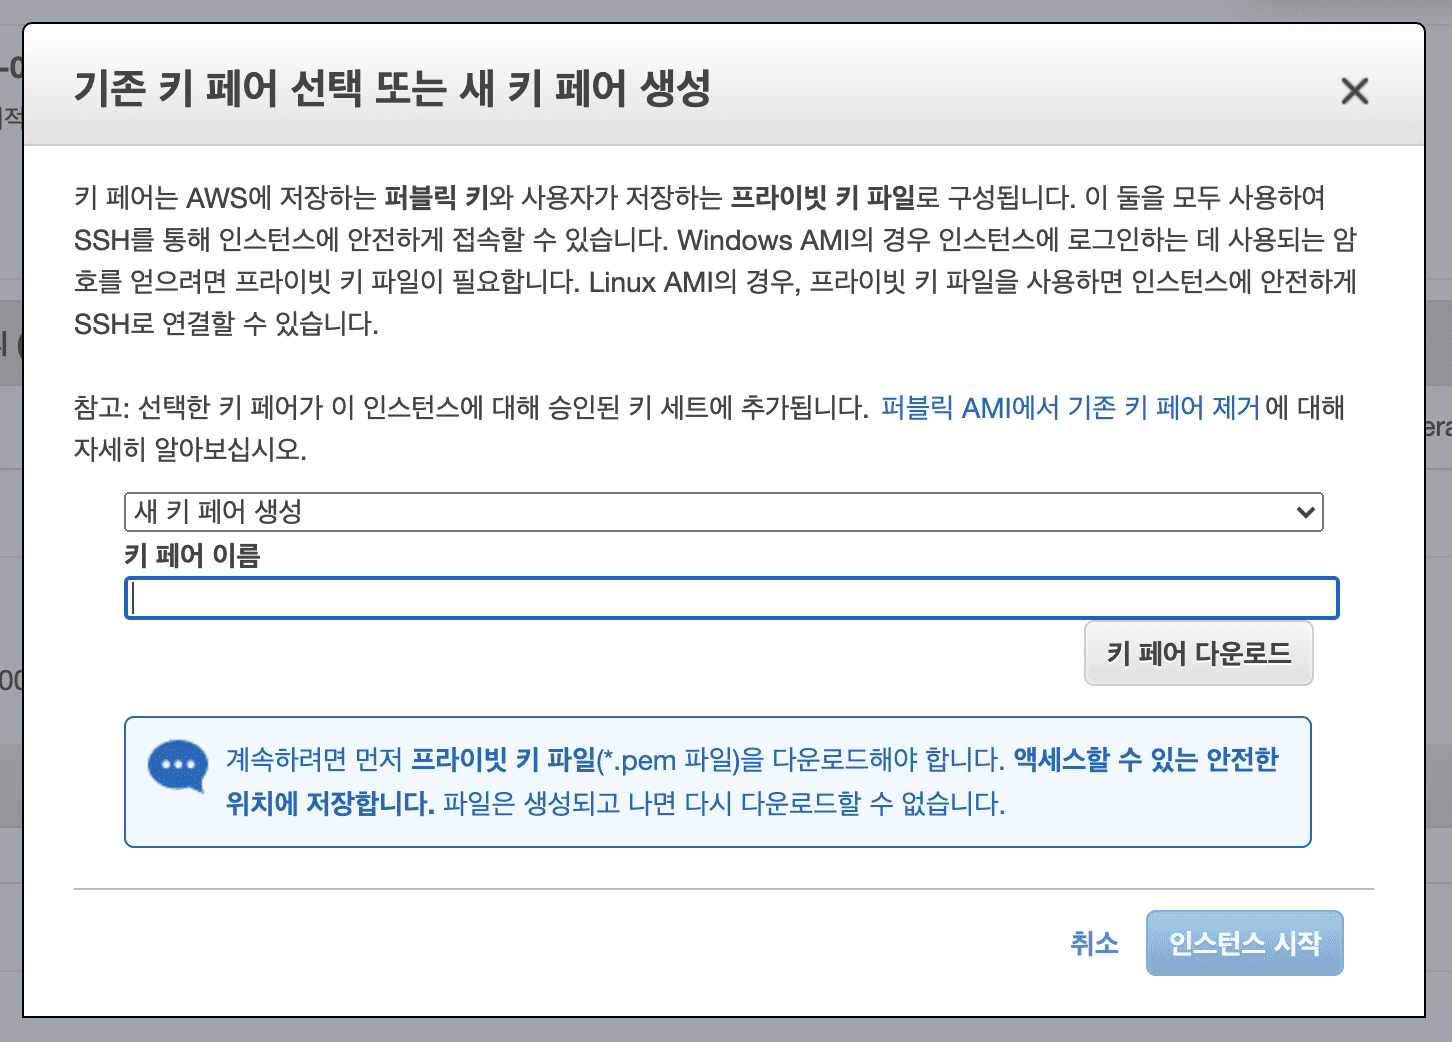 기존 키 페어 선택 또는 새 키 페어 생성
키 페어는 AWS에 저장하는 퍼블릭 키와 사용자가 저장하는 프라이빗 키 파일로 구성됩니다. 이 둘을 모두 사용하여
SSH를 통해 인스턴스에 안전하게 접속할 수 있습니다. Windows AMI의 경우 인스턴스에 로그인하는 데 사용되는 암
호를 얻으려면 프라이빗 키 파일이 필요합니다. Linux AMI의 경우, 프라이빗 키 파일을 사용하면 인스턴스에 안전하게
SSH로 연결할 수 있습니다.
참고: 선택한 키 페어가 이 인스턴스에 대해 승인된 키 세트에 추가됩니다. 퍼블릭 AMI에서 기존 키 페어 제거 에 대해
자세히 알아보십시오.
새 키 페어 생성
키 페어 이름
키 페어 다운로드
계속하려면 먼저 프라이빗 키 파일(*.pem 파일)을 다운로드해야 합니다. 액세스할 수 있는 안전한
위치에 저장합니다. 파일은 생성되고 나면 다시 다운로드할 수 없습니다.
취소
인스턴스 시작